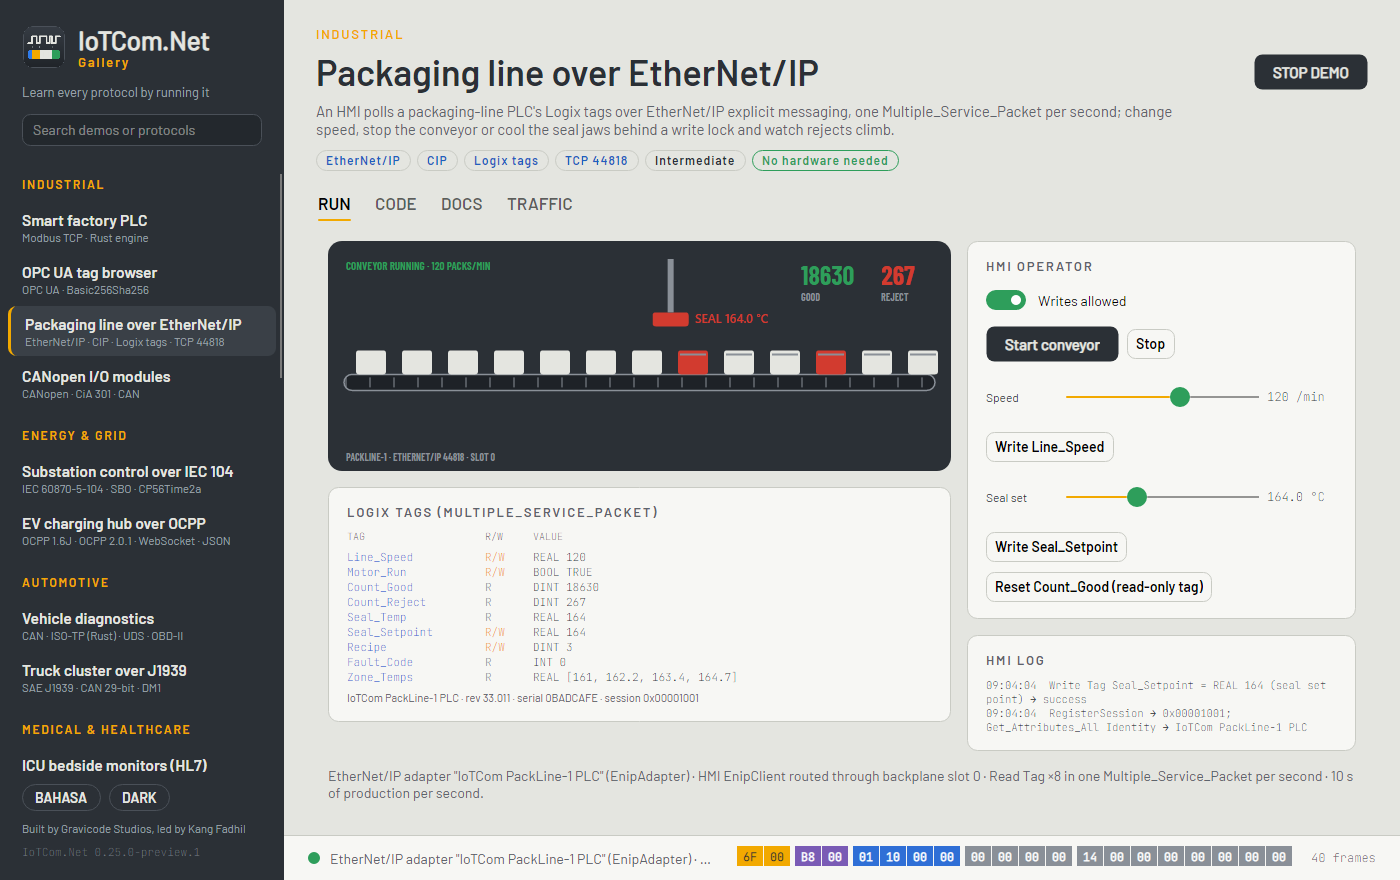 IoTCom.Net
Gallery
Learn every protocol by running it
Search demos or protocols
INDUSTRIAL
Smart factory PLC
Modbus TCP · Rust engine
OPC UA tag browser
OPC UA · Basic256Sha256
Packaging line over EtherNet/IP
EtherNet/IP · CIP · Logix tags · TCP 44818
CANopen I/O modules
CANopen · CiA 301 · CAN
ENERGY & GRID
Substation control over IEC 104
IEC 60870-5-104 · SBO · CP56Time2a
EV charging hub over OCPP
OCPP 1.6J · OCPP 2.0.1 · WebSocket · JSON
AUTOMOTIVE
Vehicle diagnostics
CAN · ISO-TP (Rust) · UDS · OBD-II
Truck cluster over J1939
SAE J1939 · CAN 29-bit · DM1
MEDICAL & HEALTHCARE
ICU bedside monitors (HL7)
BAHASA DARK
Built by Gravicode Studios, led by Kang Fadhil
IoTCom.Net 0.25.0-preview.1
INDUSTRIAL
Packaging line over EtherNet/IP
STOP DEMO
An HMI polls a packaging-line PLC's Logix tags over EtherNet/IP explicit messaging, one Multiple_Service_Packet per second; change
speed, stop the conveyor or cool the seal jaws behind a write lock and watch rejects climb.
EtherNet/IP CIP Logix tags TCP 44818 Intermediate No hardware needed
RUN CODE DOCS TRAFFIC
CONVEYOR RUNNING · 120 PACKS/MIN
18630 267
GOOD REJECT
SEAL 164.0 °C
PACKLINE-1 · ETHERNET/IP 44818 · SLOT 0
LOGIX TAGS (MULTIPLE_SERVICE_PACKET)
TAG R/W VALUE
Line_Speed R/W REAL 120
Motor_Run R/W BOOL TRUE
Count_Good R DINT 18630
Count_Reject R DINT 267
Seal_Temp R REAL 164
Seal_Setpoint R/W REAL 164
Recipe R/W DINT 3
Fault_Code R INT 0
Zone_Temps R REAL [161, 162.2, 163.4, 164.7]
IoTCom PackLine-1 PLC · rev 33.011 · serial 0BADCAFE · session 0x00001001
HMI OPERATOR
Writes allowed
Start conveyor Stop
Speed 120 /min
Write Line_Speed
Seal set 164.0 °C
Write Seal_Setpoint
Reset Count_Good (read-only tag)
HMI LOG
09:04:04 Write Tag Seal_Setpoint = REAL 164 (seal set
point) → success
09:04:04 RegisterSession → 0x00001001;
Get_Attributes_All Identity → IoTCom PackLine-1 PLC
EtherNet/IP adapter "IoTCom PackLine-1 PLC" (EnipAdapter) · HMI EnipClient routed through backplane slot 0 · Read Tag ×8 in one Multiple_Service_Packet per second · 10 s
of production per second.
EtherNet/IP adapter "IoTCom PackLine-1 PLC" (EnipAdapter) · ... 6F 00 B8 00 01 10 00 00 00 00 00 00 14 00 00 00 00 00 00 00 40 frames